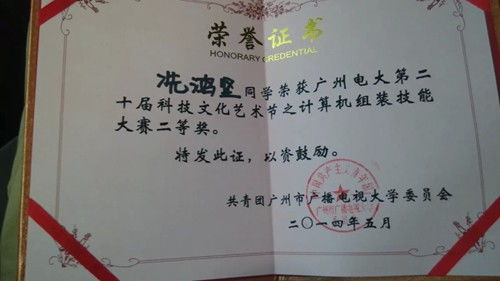 荣誉证书
HONORARY CREDENTIAL
冼鸿昱同学荣获广州电大第二
十届科技文化艺术节之计算机组装技能
大赛二等奖。
特发此证，以资鼓励。
共青团广州市广播电视大学委员会
二〇一四年五月